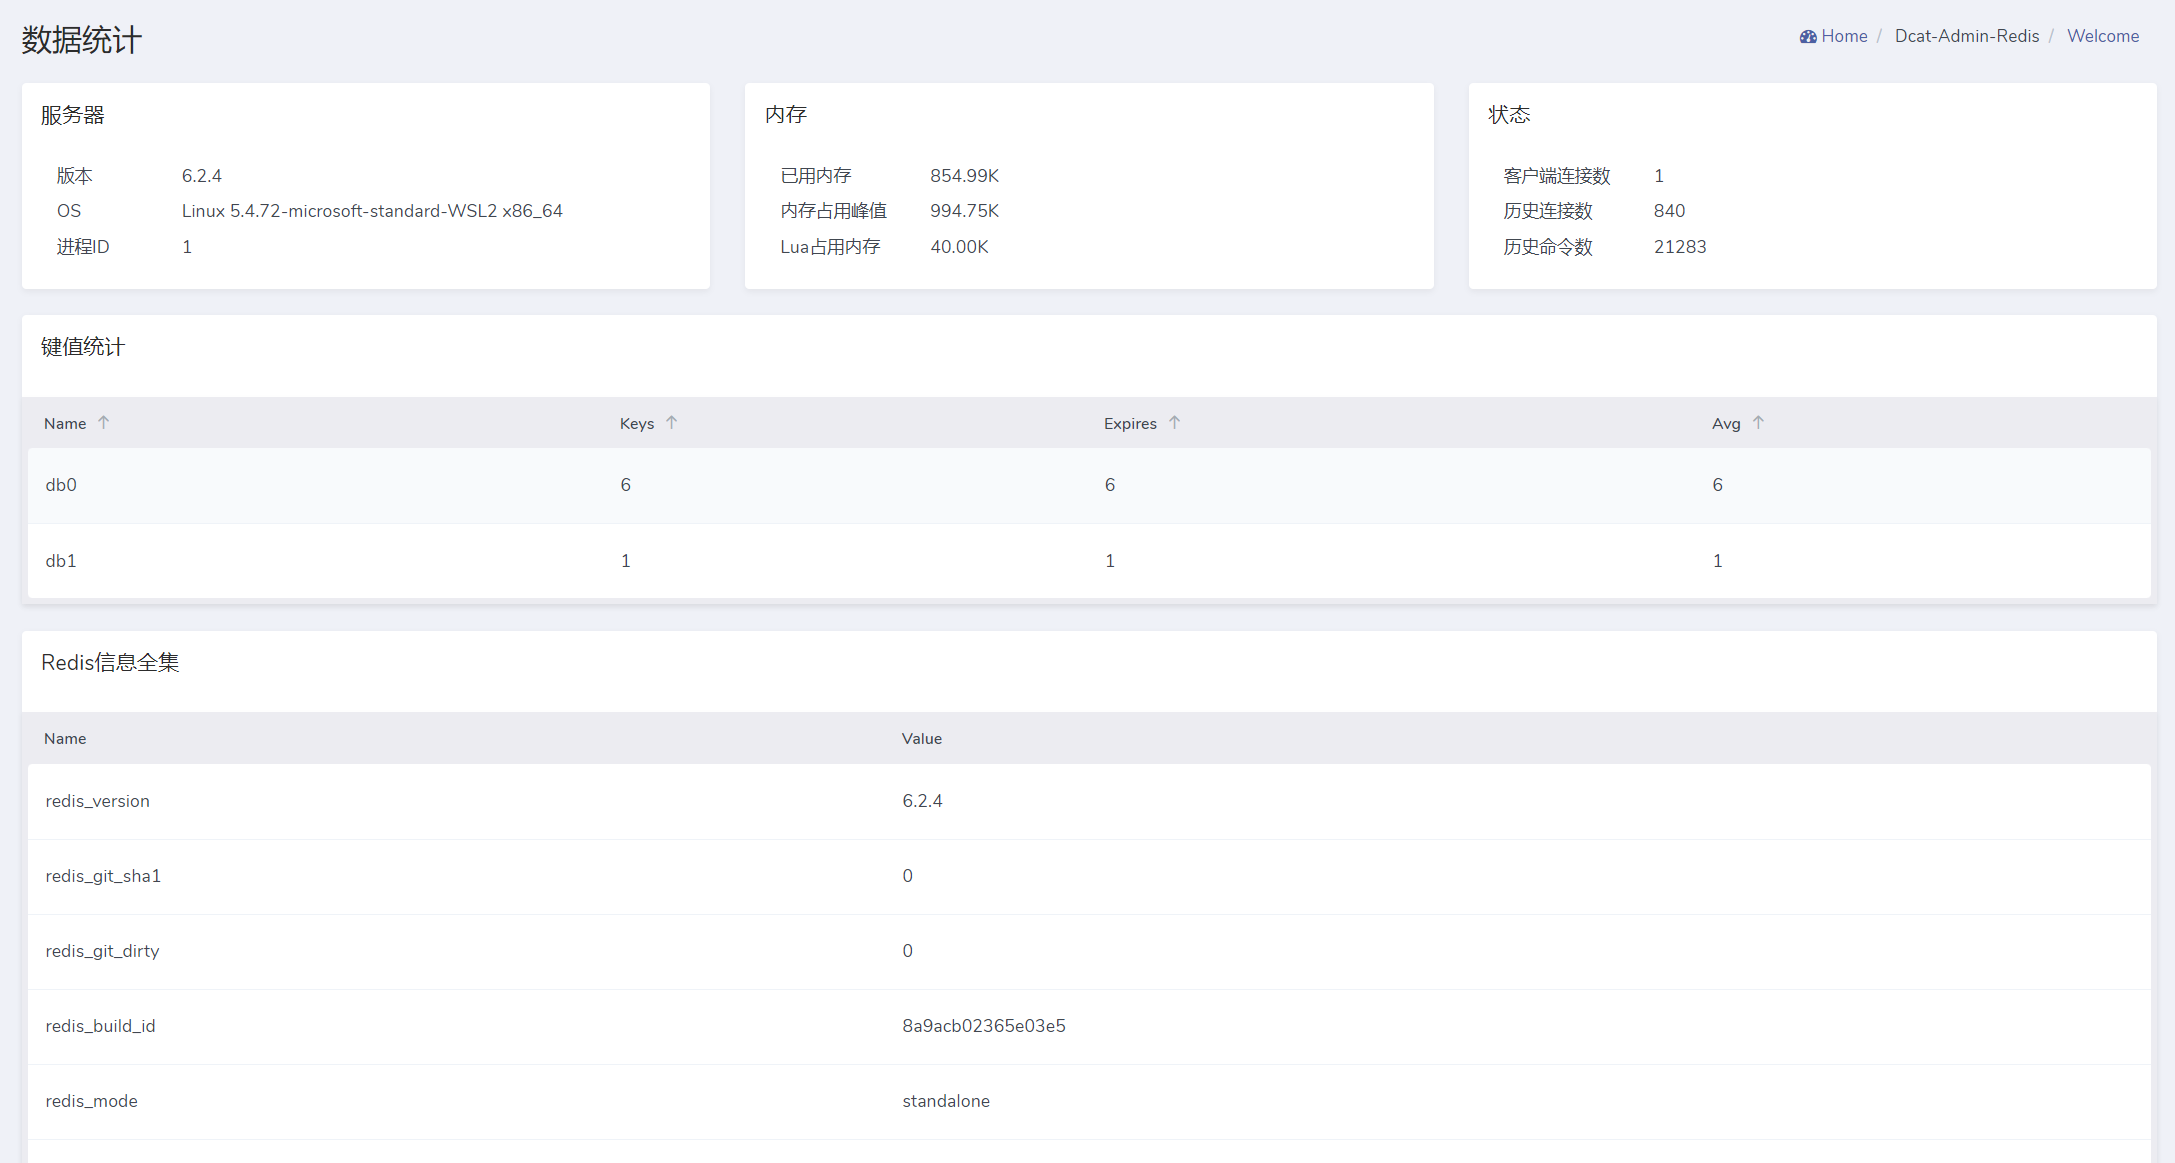 数据统计
Home / Dcat-Admin-Redis / Welcome
服务器
版本 6.2.4
OS Linux 5.4.72-microsoft-standard-WSL2 x86_64
进程ID 1
内存
已用内存 854.99K
内存占用峰值 994.75K
Lua占用内存 40.00K
状态
客户端连接数 1
历史连接数 840
历史命令数 21283
键值统计
Name Keys Expires Avg
db0 6 6 6
db1 1 1 1
Redis信息全集
Name Value
redis_version 6.2.4
redis_git_sha1 0
redis_git_dirty 0
redis_build_id 8a9acb02365e03e5
redis_mode standalone